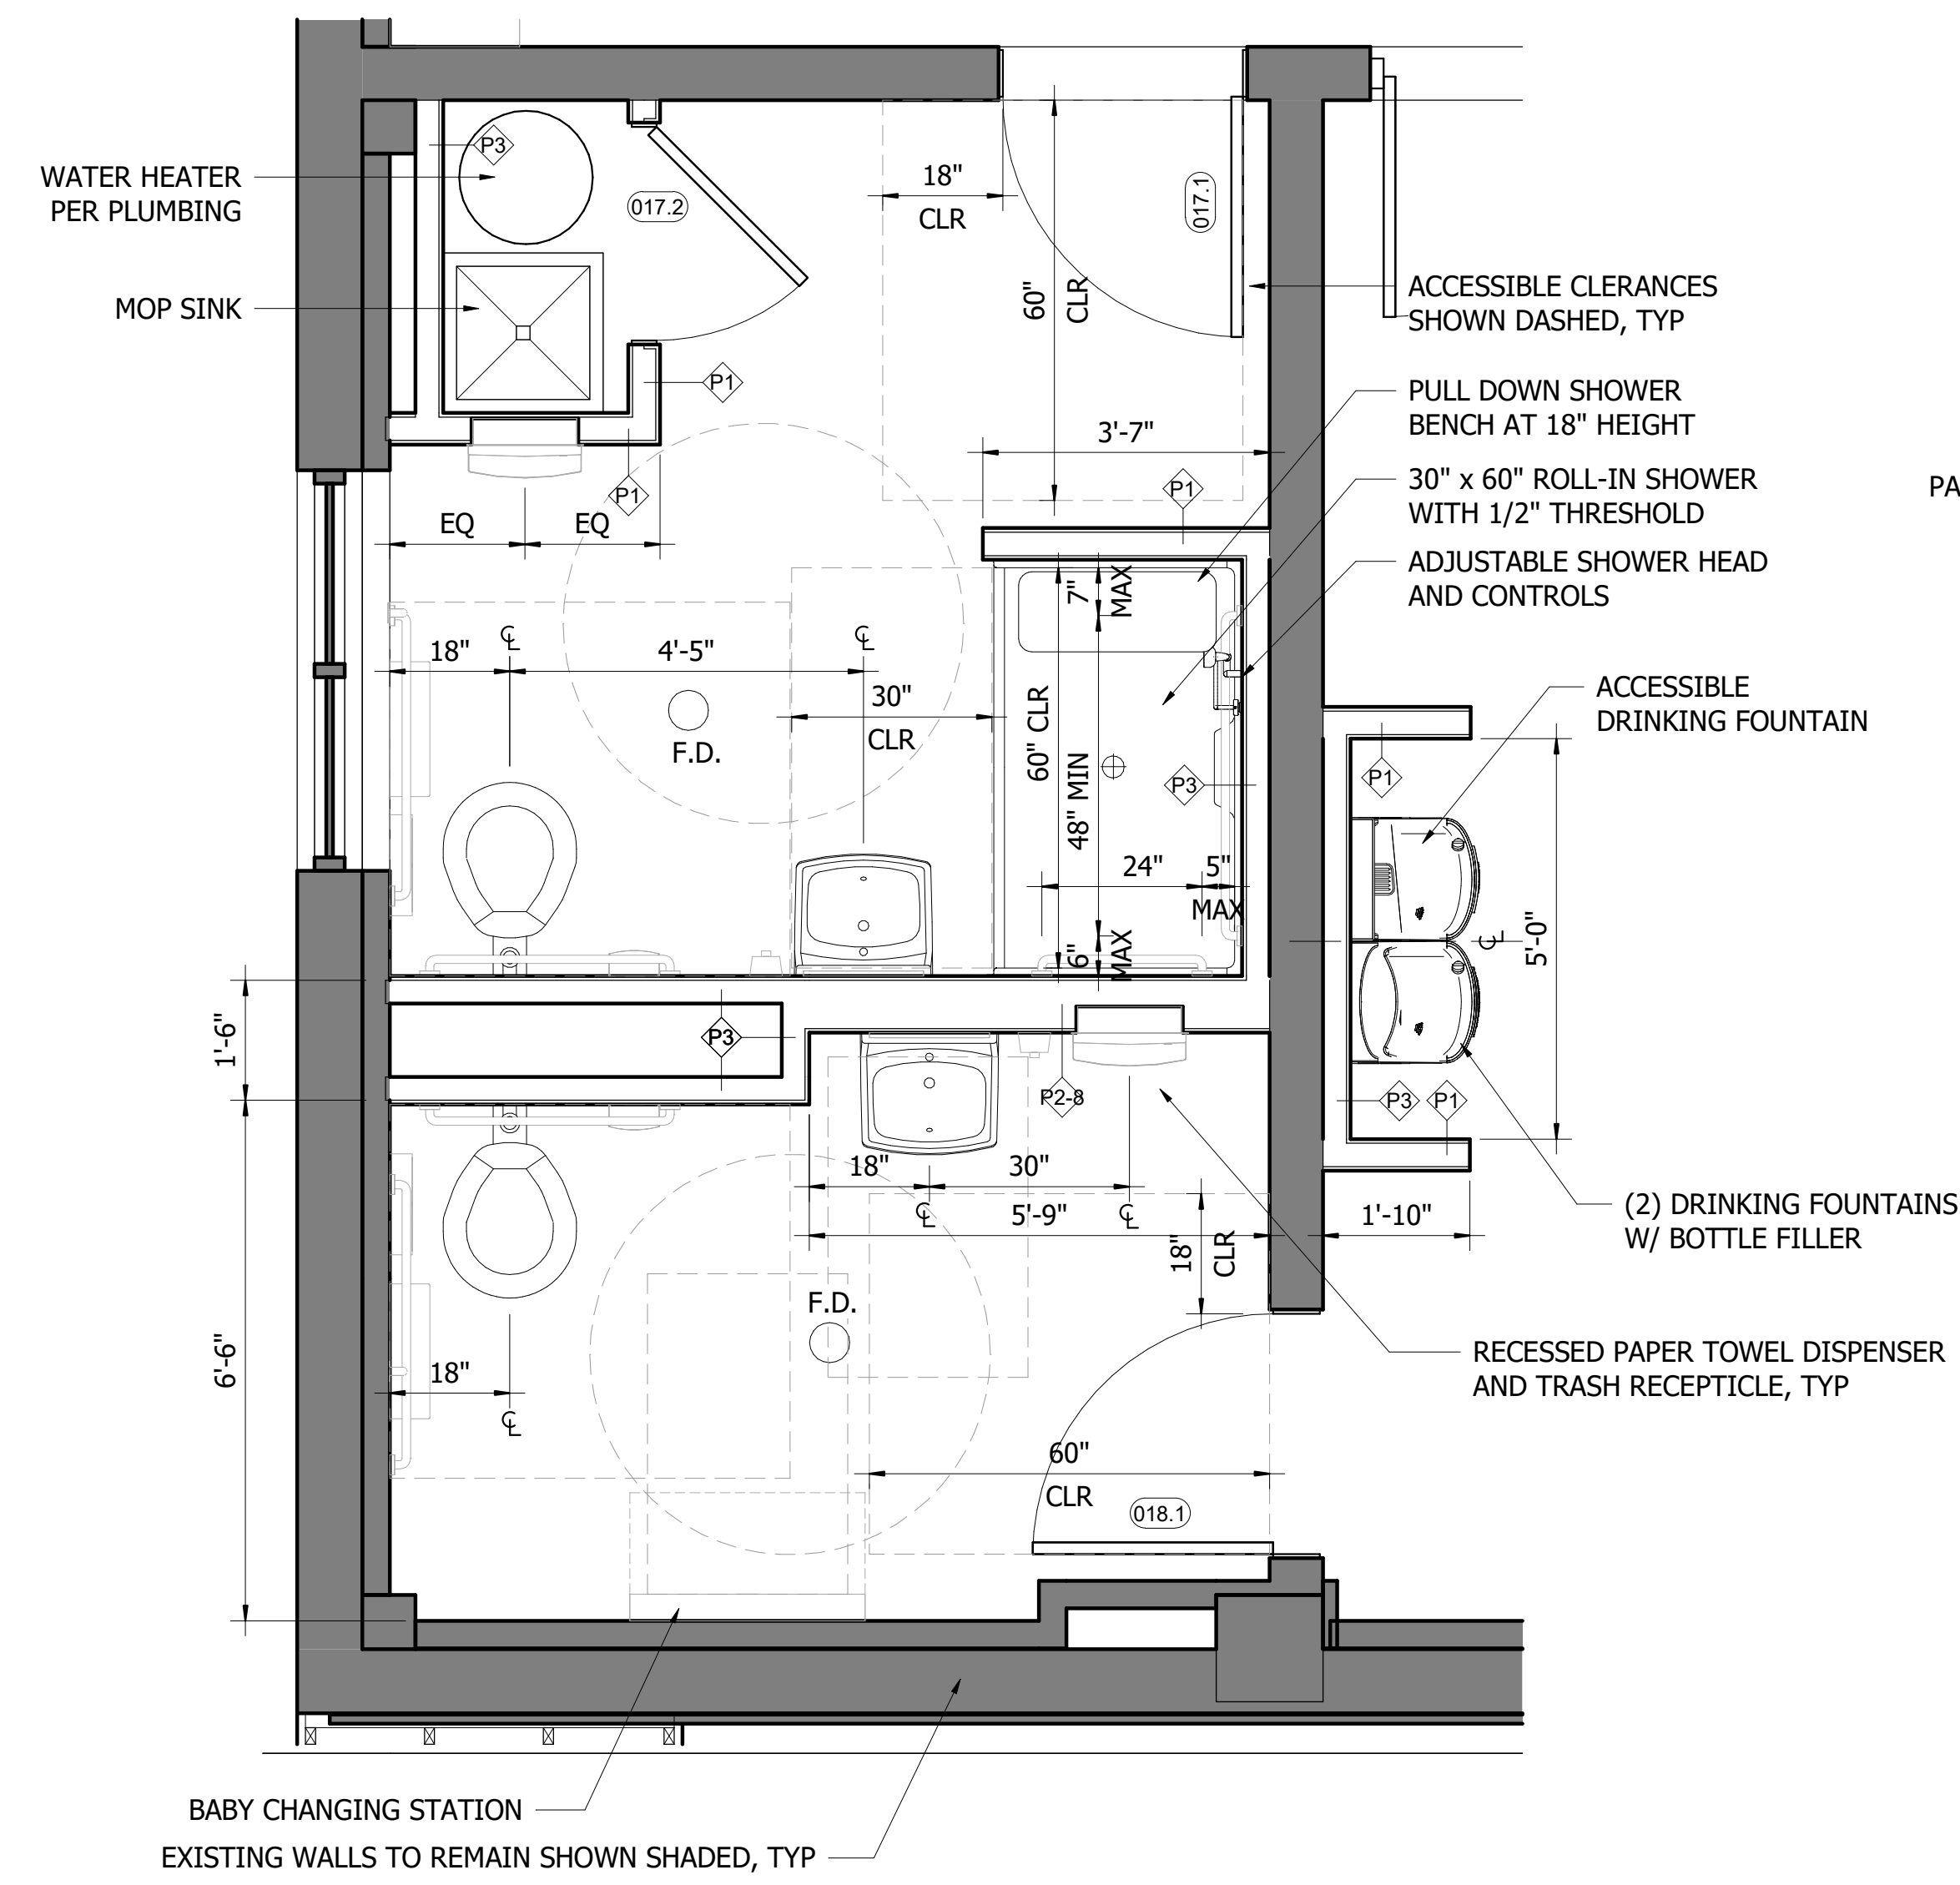 WATER HEATER
PER PLUMBING
MOP SINK
P3
017.2
P1
P1
EQ
EQ
18"
CLR
60"
CLR
017.1
3'-7"
P1
ACCESSIBLE CLERANCES
SHOWN DASHED, TYP
PULL DOWN SHOWER
BENCH AT 18" HEIGHT
30" x 60" ROLL-IN SHOWER
WITH 1/2" THRESHOLD
ADJUSTABLE SHOWER HEAD
AND CONTROLS
PA
18"
4'-5"
F.D.
30"
CLR
7"
MAX
60" CLR
48" MIN
P3
24"
5"
MAX
6"
MAX
ACCESSIBLE
DRINKING FOUNTAIN
P1
5'-0"
P3
P1
1'-10"
(2) DRINKING FOUNTAINS
W/ BOTTLE FILLER
1'-6"
P3
P2-8
18"
30"
5'-9"
18"
CLR
6'-6"
18"
F.D.
60"
CLR
018.1
RECESSED PAPER TOWEL DISPENSER
AND TRASH RECEPTICLE, TYP
BABY CHANGING STATION
EXISTING WALLS TO REMAIN SHOWN SHADED, TYP